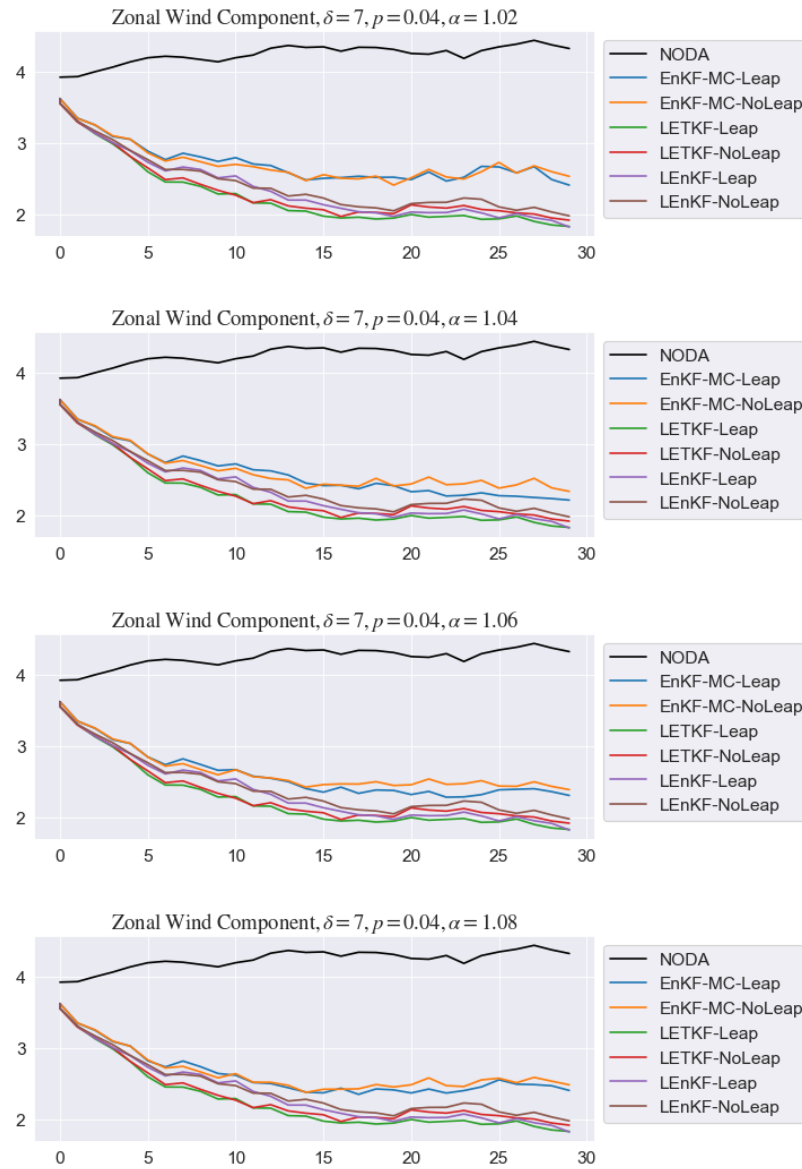 Zonal Wind Component, δ = 7, p = 0.04, α = 1.02
4
3
2
0 5 10 15 20 25 30
NODA
EnKF-MC-Leap
EnKF-MC-NoLeap
LETKF-Leap
LETKF-NoLeap
LEnKF-Leap
LEnKF-NoLeap
Zonal Wind Component, δ = 7, p = 0.04, α = 1.04
4
3
2
0 5 10 15 20 25 30
NODA
EnKF-MC-Leap
EnKF-MC-NoLeap
LETKF-Leap
LETKF-NoLeap
LEnKF-Leap
LEnKF-NoLeap
Zonal Wind Component, δ = 7, p = 0.04, α = 1.06
4
3
2
0 5 10 15 20 25 30
NODA
EnKF-MC-Leap
EnKF-MC-NoLeap
LETKF-Leap
LETKF-NoLeap
LEnKF-Leap
LEnKF-NoLeap
Zonal Wind Component, δ = 7, p = 0.04, α = 1.08
4
3
2
0 5 10 15 20 25 30
NODA
EnKF-MC-Leap
EnKF-MC-NoLeap
LETKF-Leap
LETKF-NoLeap
LEnKF-Leap
LEnKF-NoLeap